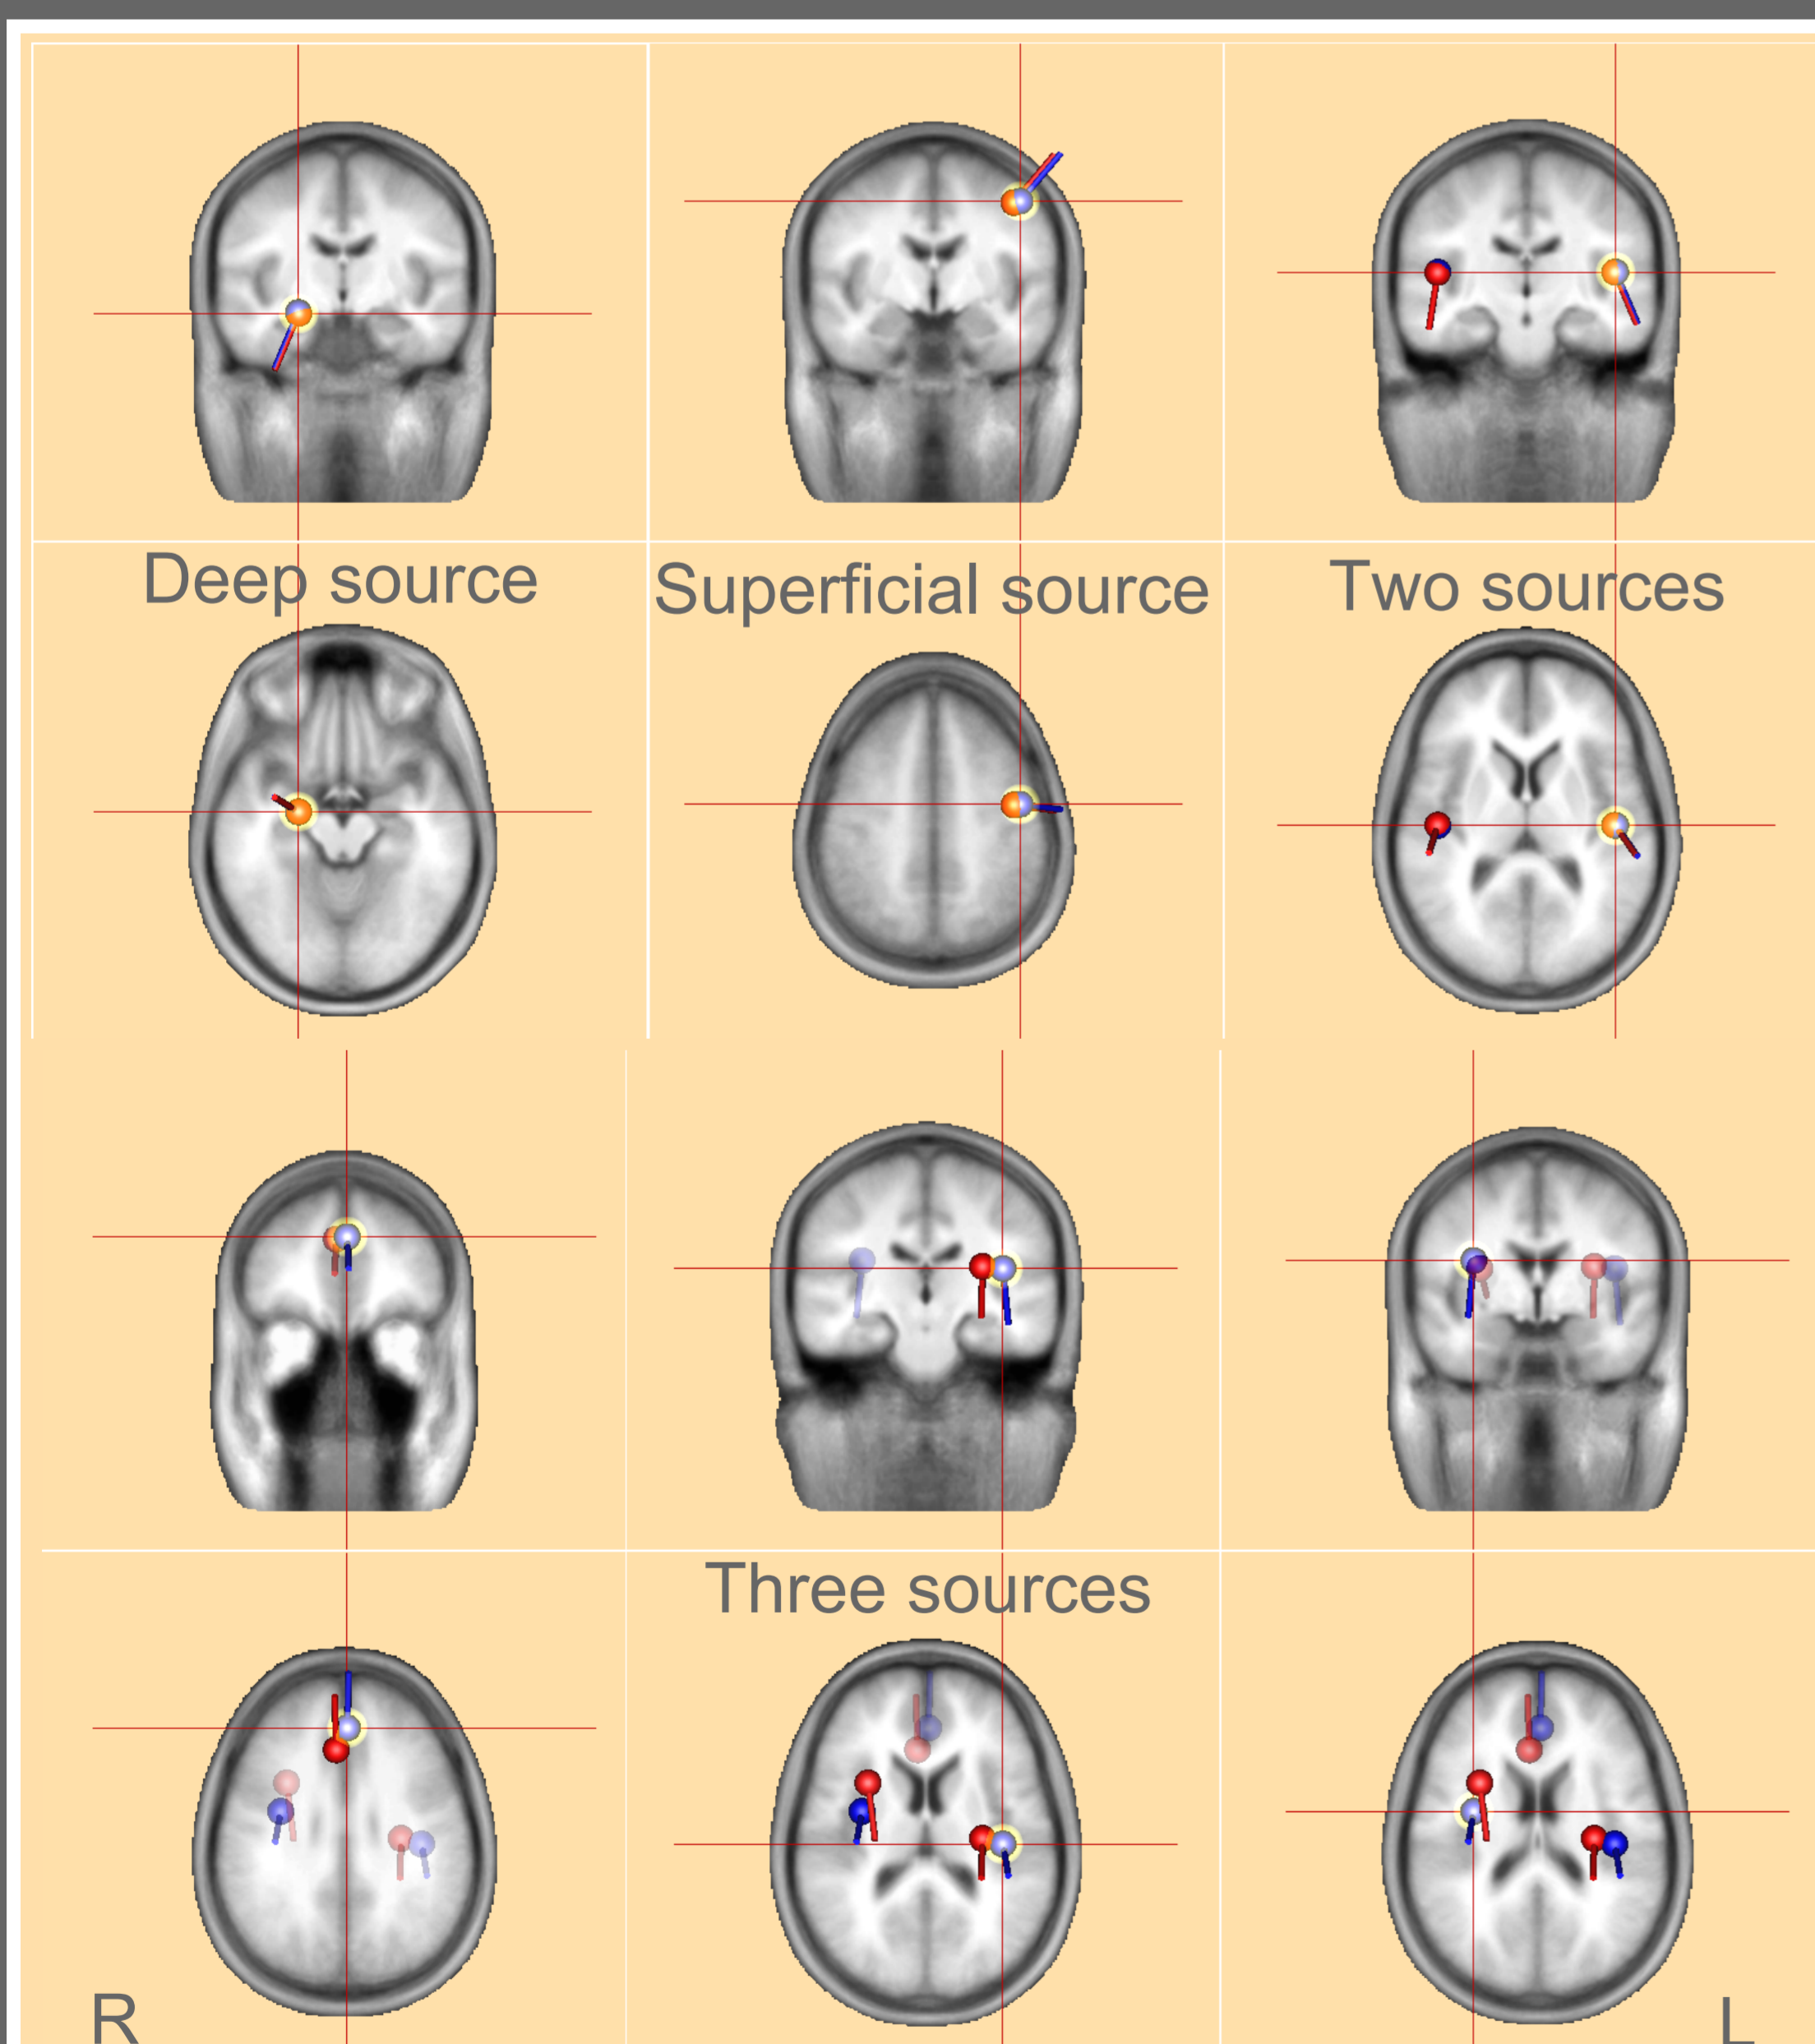 Deep source
Superficial source
Two sources
Three sources
R
L